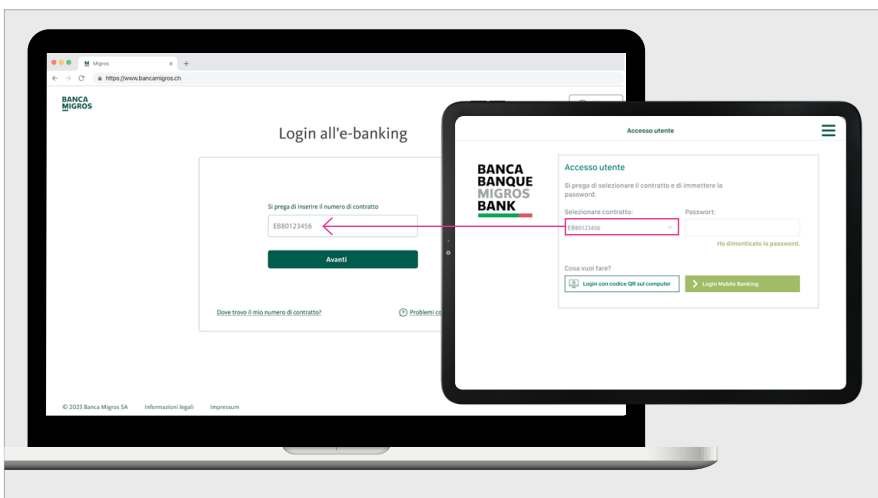 Migros
https://www.bancamigros.ch
BANCA
MIGROS
Login all'e-banking
Si prega di inserire il numero di contratto
EB80123456
Avanti
Dove trovo il mio numero di contratto?
Problemi co
© 2023 Banca Migros SA Informazioni legali Impressum
Accesso utente
BANCA
BANQUE
MIGROS
BANK
Accesso utente
Si prega di selezionare il contratto e di immettere la
password.
Selezionare contratto: Passwort:
EB80123456
Ho dimenticato la password.
Cosa vuoi fare?
Login con codice QR sul computer
Login Mobile Banking